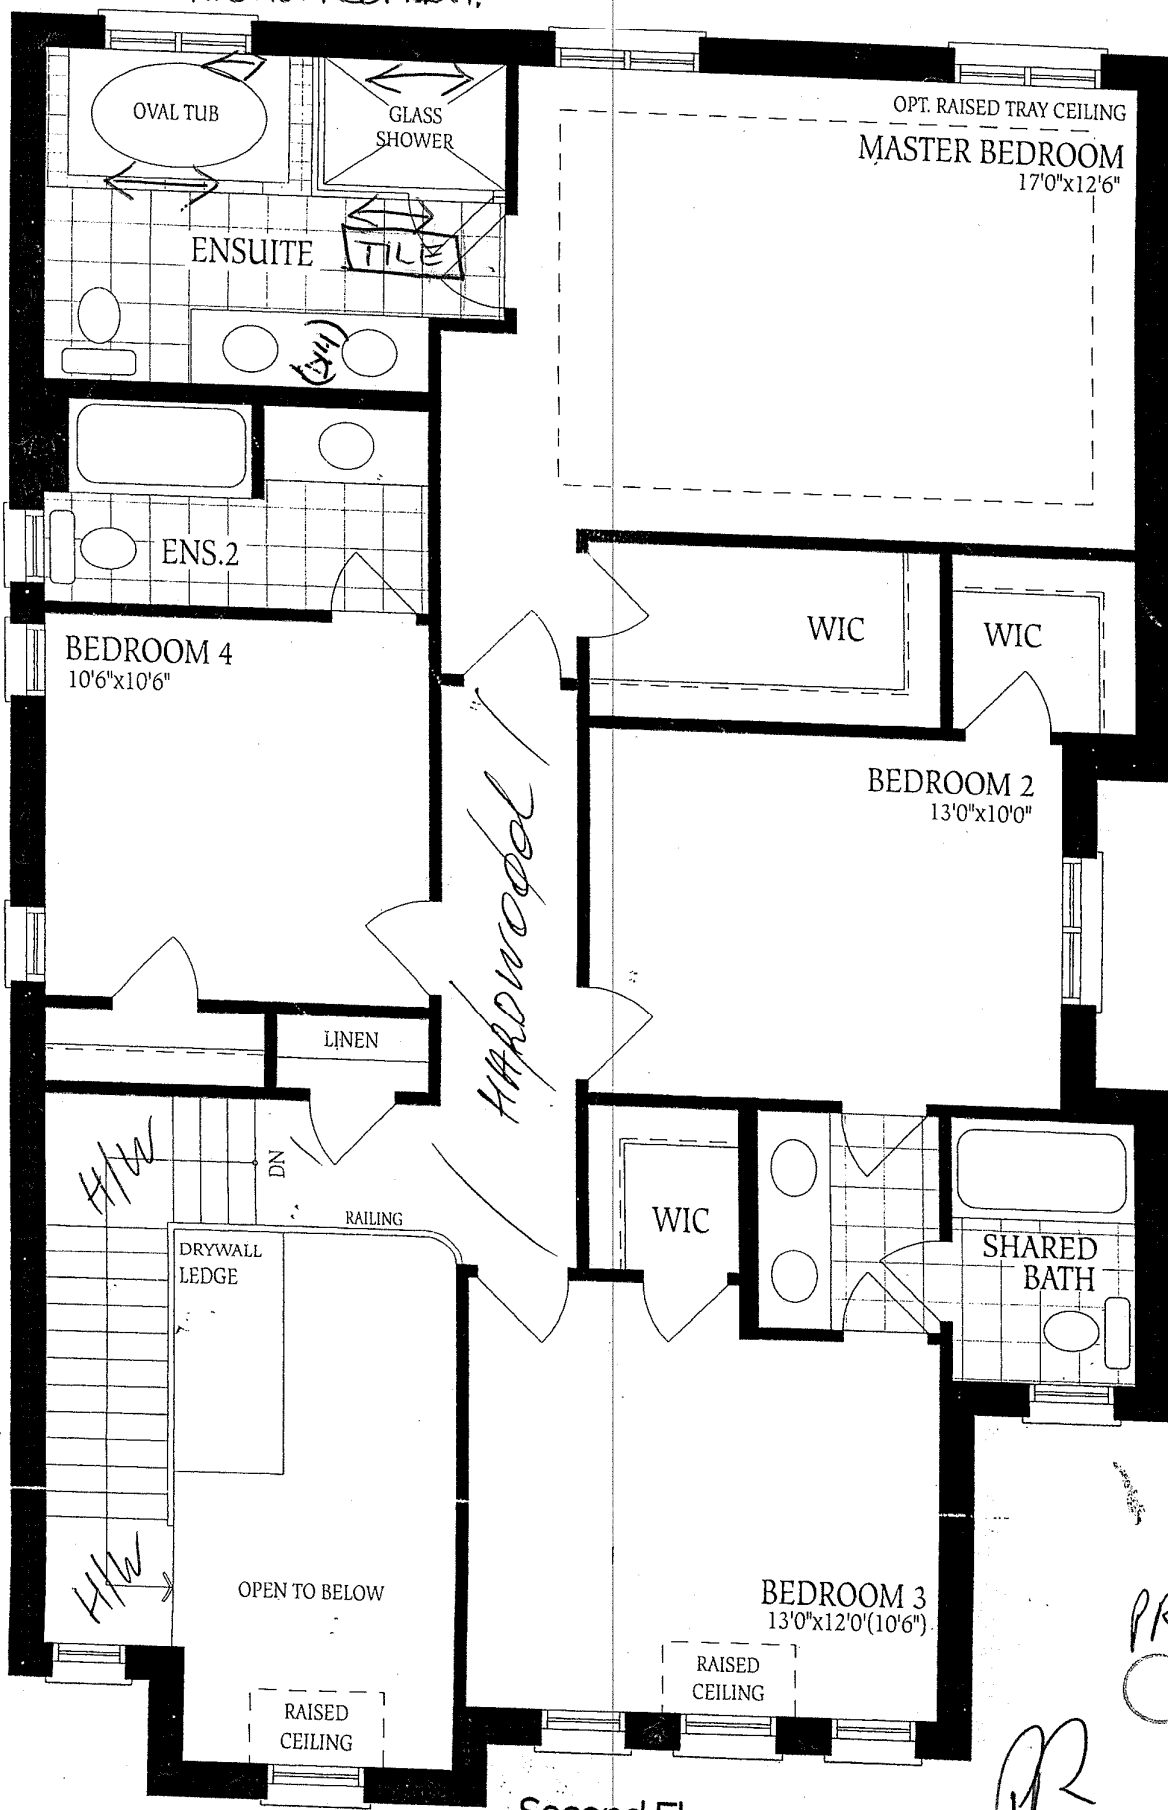 OVAL TUB
GLASS
SHOWER
OPT. RAISED TRAY CEILING
MASTER BEDROOM
17'0"x12'6"
ENSUITE
TILE
ENS.2
BEDROOM 4
10'6"x10'6"
WIC
WIC
BEDROOM 2
13'0"x10'0"
HARDWOOD
LINEN
H/W
DN
RAILING
DRYWALL
LEDGE
WIC
SHARED
BATH
H/W
OPEN TO BELOW
BEDROOM 3
13'0"x12'0'(10'6")
RAISED
CEILING
RAISED
CEILING
Second